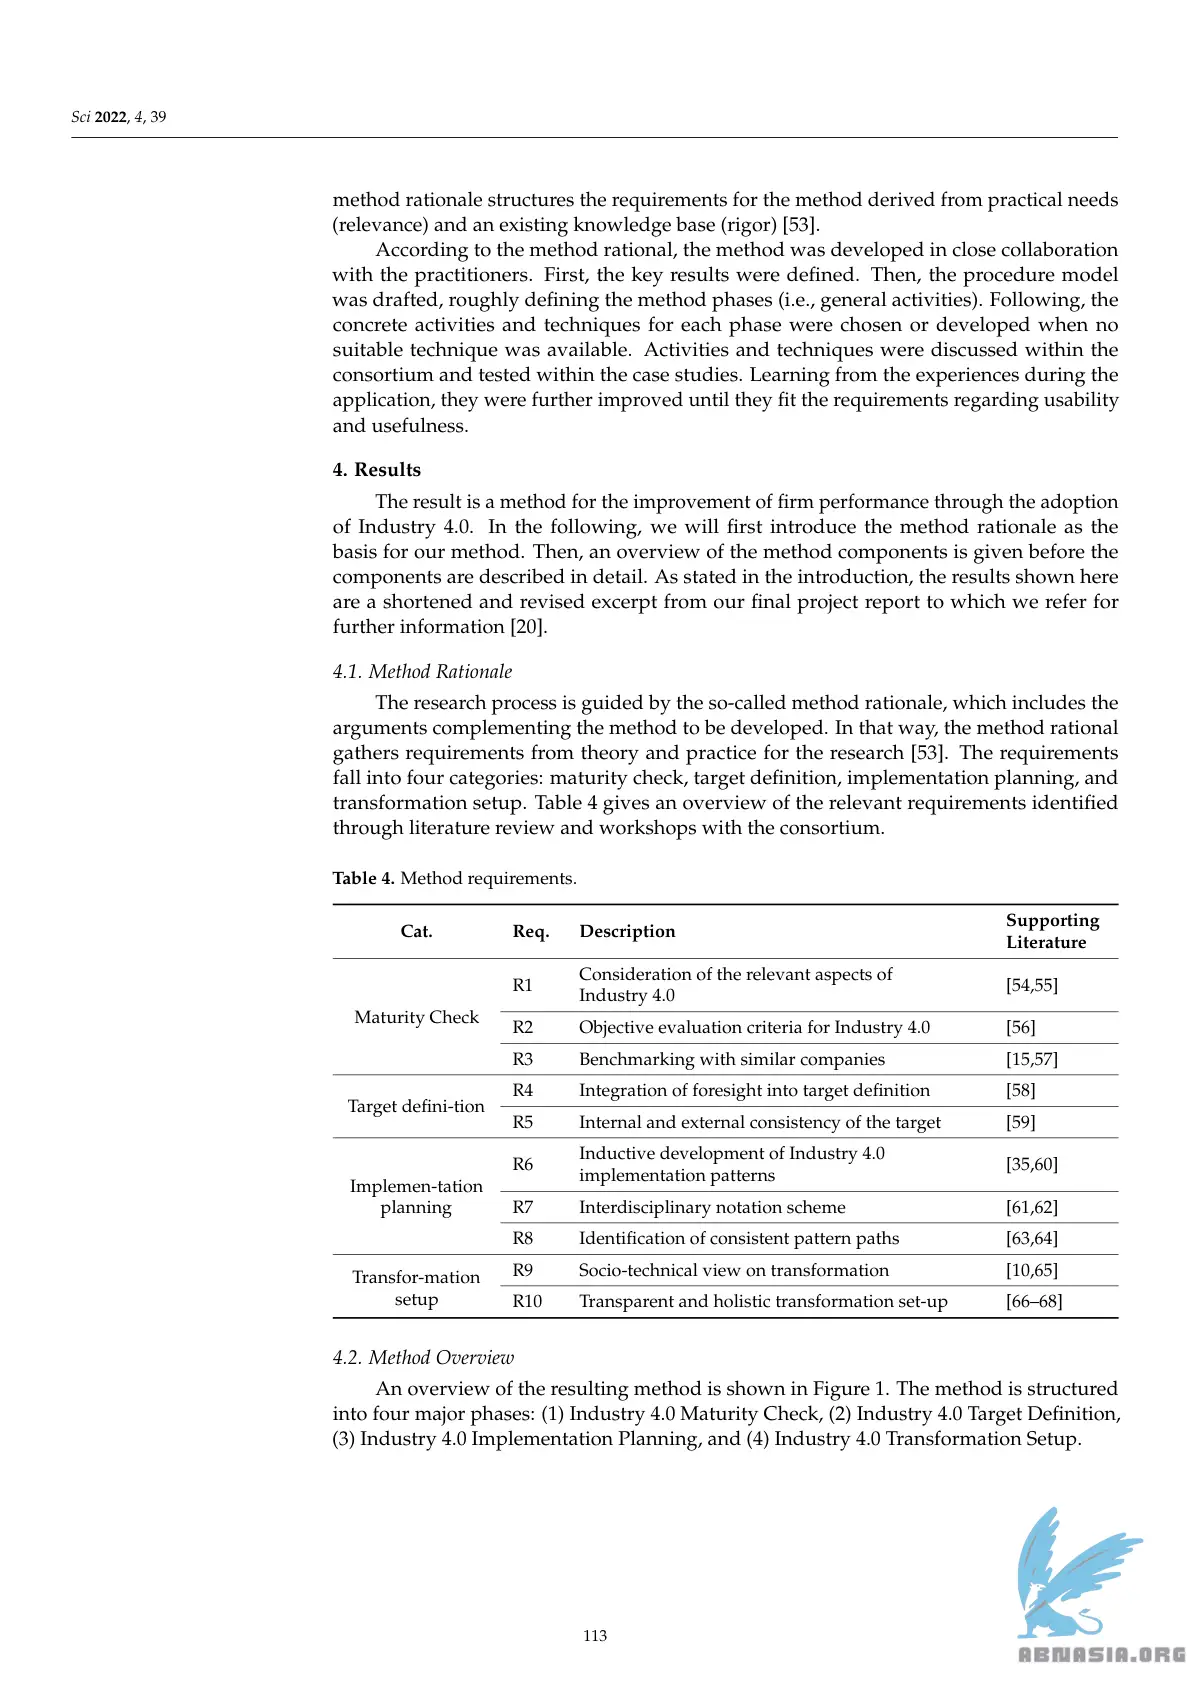 Sci 2022, 4, 39
method rationale structures the requirements for the method derived from practical needs
(relevance) and an existing knowledge base (rigor) [53].
According to the method rational, the method was developed in close collaboration
with the practitioners. First, the key results were defined. Then, the procedure model
was drafted, roughly defining the method phases (i.e., general activities). Following, the
concrete activities and techniques for each phase were chosen or developed when no
suitable technique was available. Activities and techniques were discussed within the
consortium and tested within the case studies. Learning from the experiences during the
application, they were further improved until they fit the requirements regarding usability
and usefulness.
4. Results
The result is a method for the improvement of firm performance through the adoption
of Industry 4.0. In the following, we will first introduce the method rationale as the
basis for our method. Then, an overview of the method components is given before the
components are described in detail. As stated in the introduction, the results shown here
are a shortened and revised excerpt from our final project report to which we refer for
further information [20].
4.1. Method Rationale
The research process is guided by the so-called method rationale, which includes the
arguments complementing the method to be developed. In that way, the method rational
gathers requirements from theory and practice for the research [53]. The requirements
fall into four categories: maturity check, target definition, implementation planning, and
transformation setup. Table 4 gives an overview of the relevant requirements identified
through literature review and workshops with the consortium.
Table 4. Method requirements.
Cat. Req. Description Supporting
Literature
Maturity Check
R1 Consideration of the relevant aspects of
Industry 4.0 [54,55]
R2 Objective evaluation criteria for Industry 4.0 [56]
R3 Benchmarking with similar companies [15,57]
Target defini-tion
R4 Integration of foresight into target definition [58]
R5 Internal and external consistency of the target [59]
Implemen-tation
planning
R6 Inductive development of Industry 4.0
implementation patterns [35,60]
R7 Interdisciplinary notation scheme [61,62]
R8 Identification of consistent pattern paths [63,64]
Transfor-mation
setup
R9 Socio-technical view on transformation [10,65]
R10 Transparent and holistic transformation set-up [66–68]
4.2. Method Overview
An overview of the resulting method is shown in Figure 1. The method is structured
into four major phases: (1) Industry 4.0 Maturity Check, (2) Industry 4.0 Target Definition,
(3) Industry 4.0 Implementation Planning, and (4) Industry 4.0 Transformation Setup.
113
ABNASIA.ORG